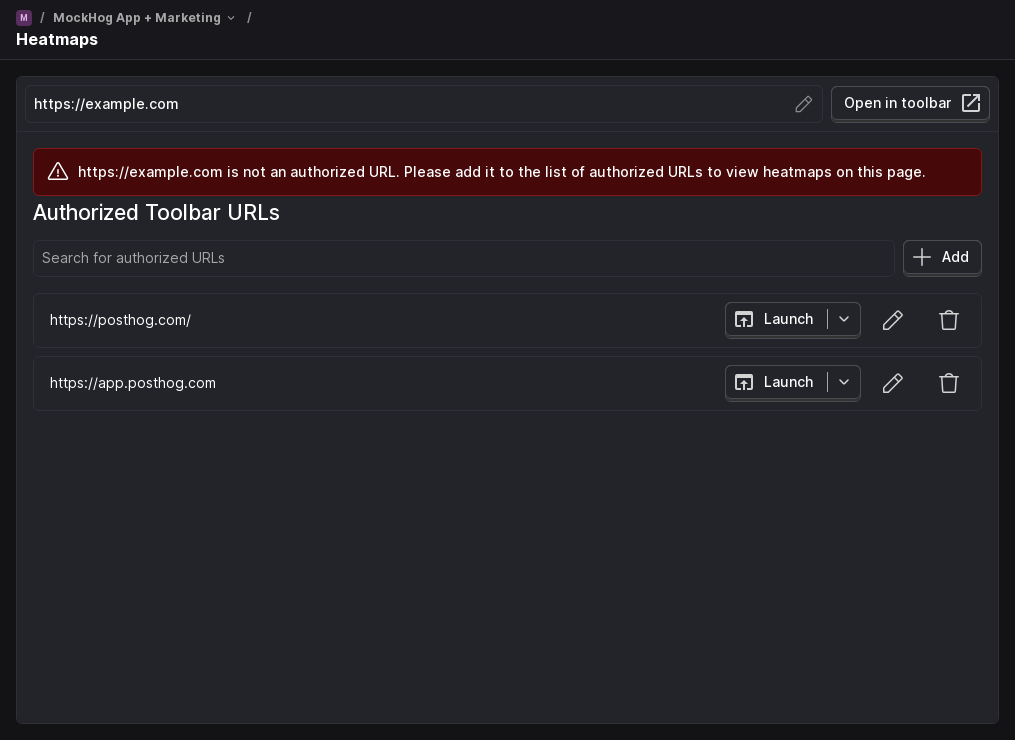 M / MockHog App + Marketing /
Heatmaps
https://example.com
Open in toolbar
https://example.com is not an authorized URL. Please add it to the list of authorized URLs to view heatmaps on this page.
Authorized Toolbar URLs
Search for authorized URLs
Add
https://posthog.com/
Launch
https://app.posthog.com
Launch